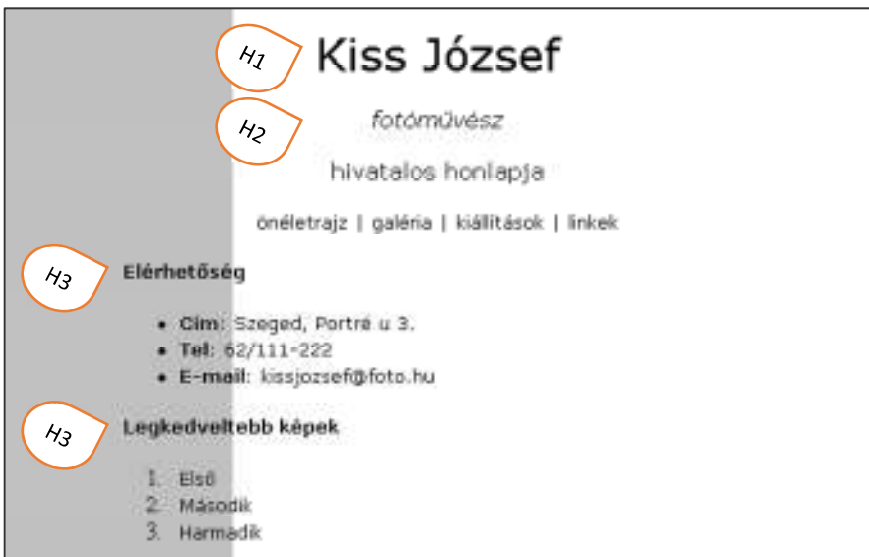 H1 Kiss József
H2 fotóművész
hivatalos honlapja
önéletrajz | galéria | kiállítások | linkek
H3 Elérhetőség
• Cím: Szeged, Portré u 3.
• Tel: 62/111-222
• E-mail: kissjozsef@foto.hu
H3 Legkedveltebb képek
1. Első
2. Második
3. Harmadik